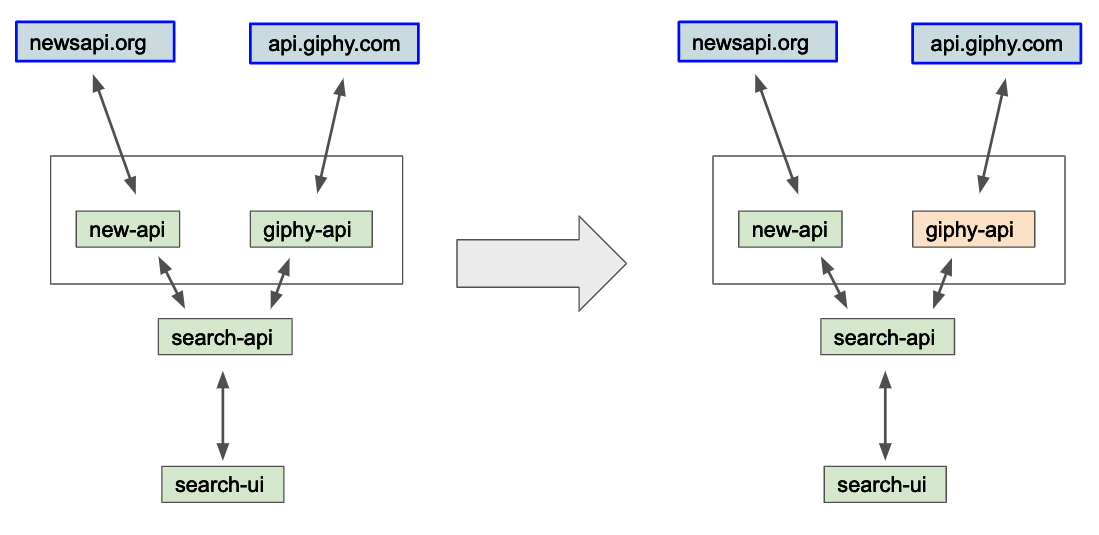 newsapi.org
api.giphy.com
new-api
giphy-api
search-api
search-ui
newsapi.org
api.giphy.com
new-api
giphy-api
search-api
search-ui